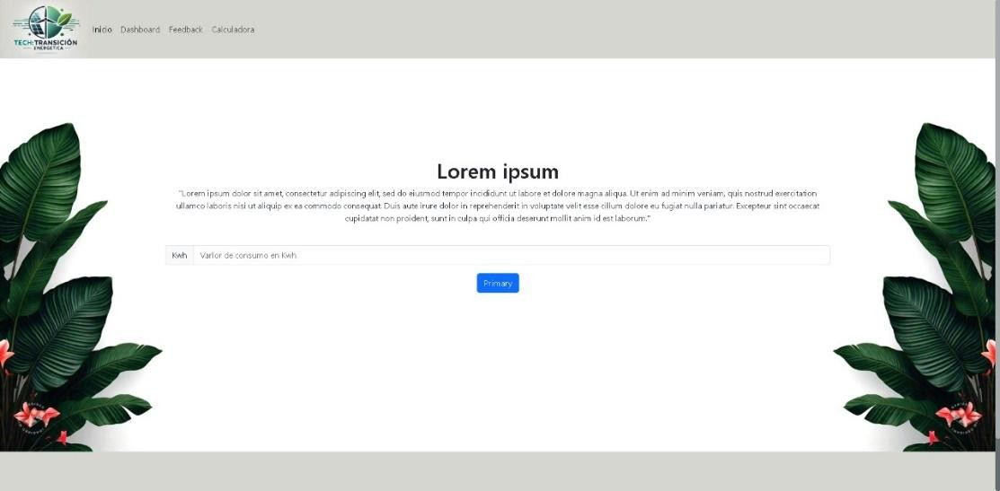 TECH:TRANSICIÓN
ENERGETICA
Inicio Dashboard Feedback Calculadora
Lorem ipsum
"Lorem ipsum dolor sit amet, consectetur adipiscing elit, sed do eiusmod tempor incididunt ut labore et dolore magna aliqua. Ut enim ad minim veniam, quis nostrud exercitation
ullamco laboris nisi ut aliquip ex ea commodo consequat. Duis aute irure dolor in reprehenderit in voluptate velit esse cillum dolore eu fugiat nulla pariatur. Excepteur sint occaecat
cupidatat non proident, sunt in culpa qui officia deserunt mollit anim id est laborum."
Kwh Varlor de consumo en Kwh
Primary